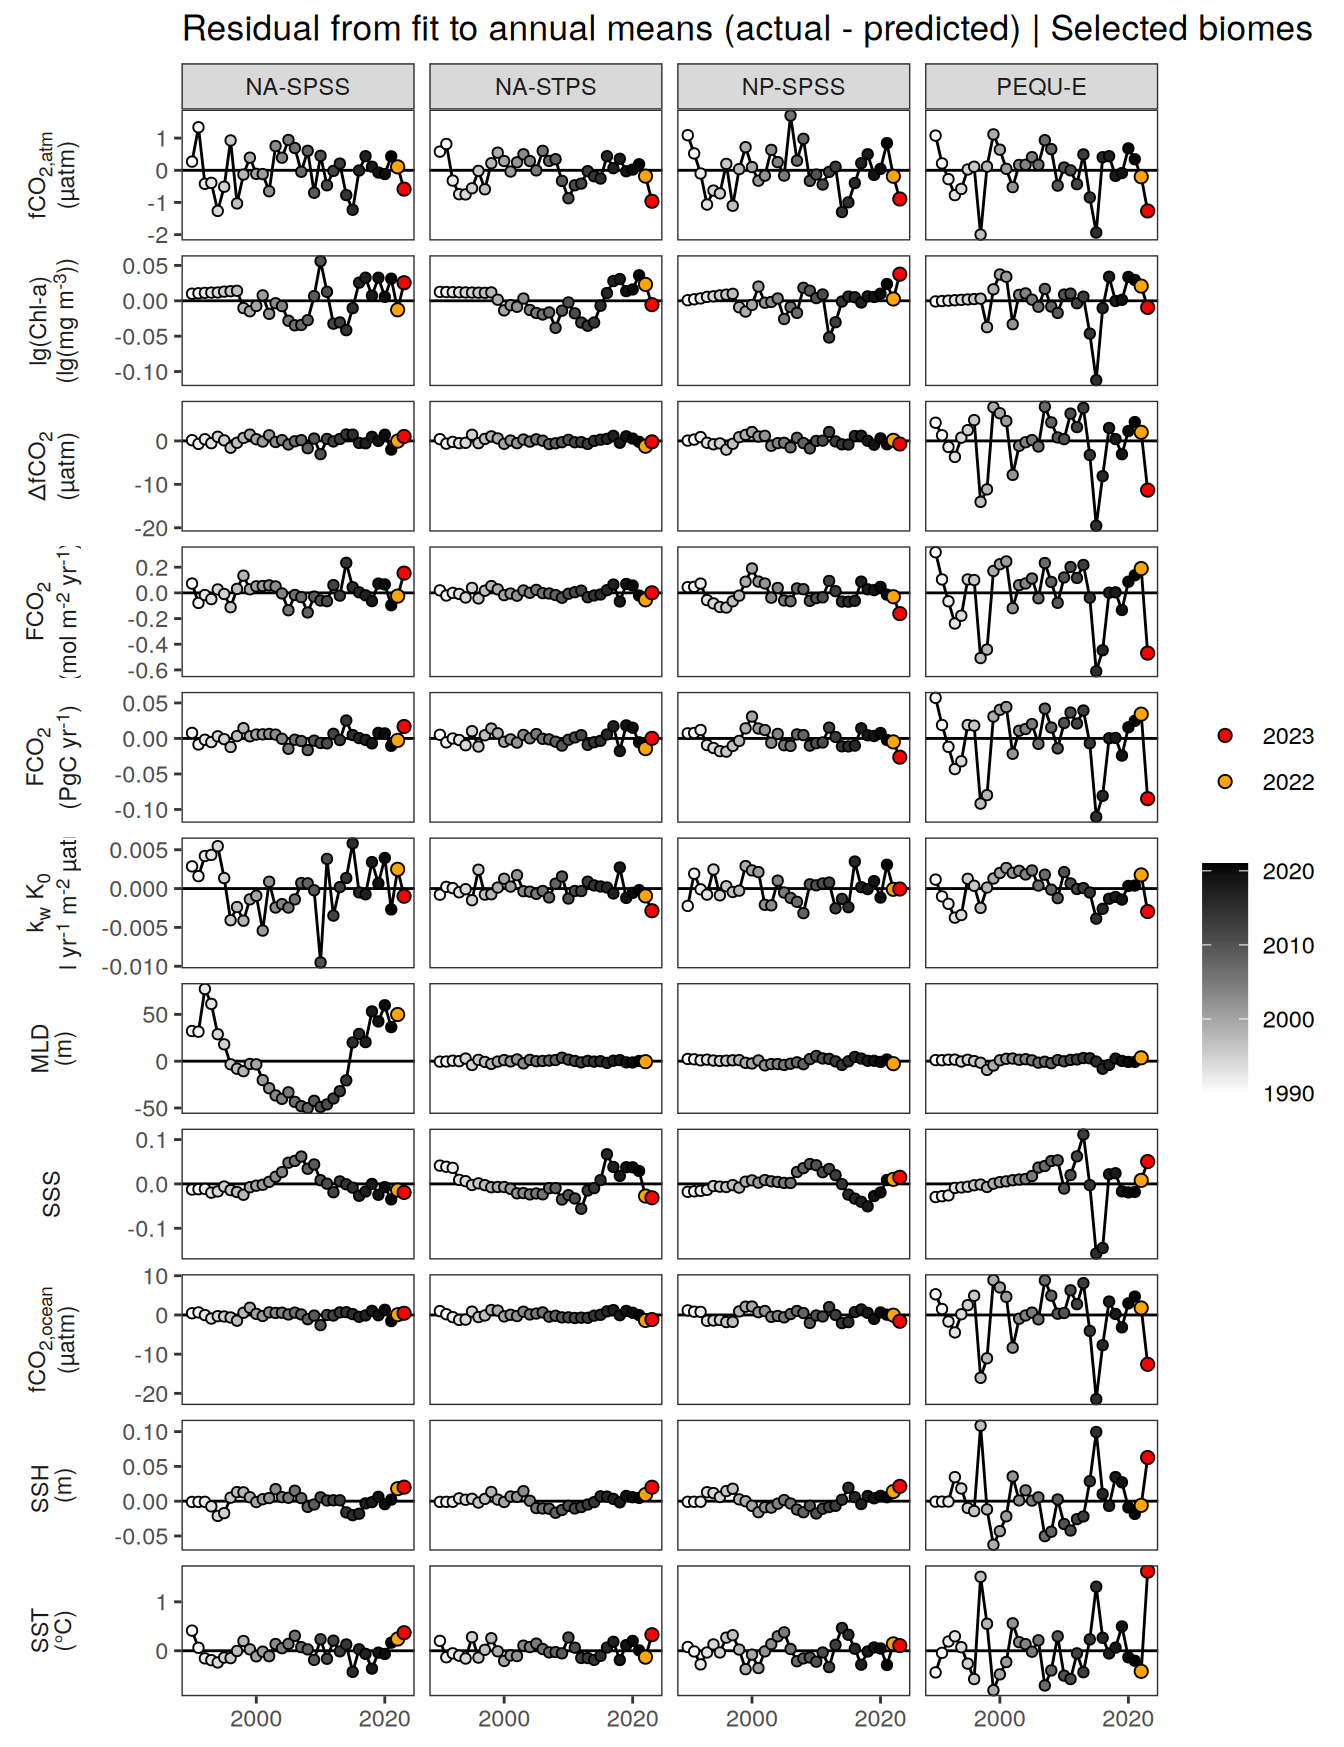 Residual from fit to annual means (actual - predicted) | Selected biomes
NA-SPSS NA-STPS NP-SPSS PEQU-E
fCO2,atm
(µatm)
1
0
-1
-2
lg(Chl-a)
(lg(mg m-3))
0.05
0.00
-0.05
-0.10
ΔfCO2
(µatm)
0
-10
-20
FCO2
(mol m-2 yr-1)
0.2
0.0
-0.2
-0.4
-0.6
FCO2
(PgC yr-1)
0.05
0.00
-0.05
-0.10
kw K0
l yr-1 m-2 µat
0.005
0.000
-0.005
-0.010
MLD
(m)
50
0
-50
SSS
0.1
0.0
-0.1
fCO2,ocean
(µatm)
10
0
-10
-20
SSH
(m)
0.10
0.05
0.00
-0.05
SST
(°C)
1
0
2000 2020 2000 2020 2000 2020 2000 2020
2023
2022
2020
2010
2000
1990